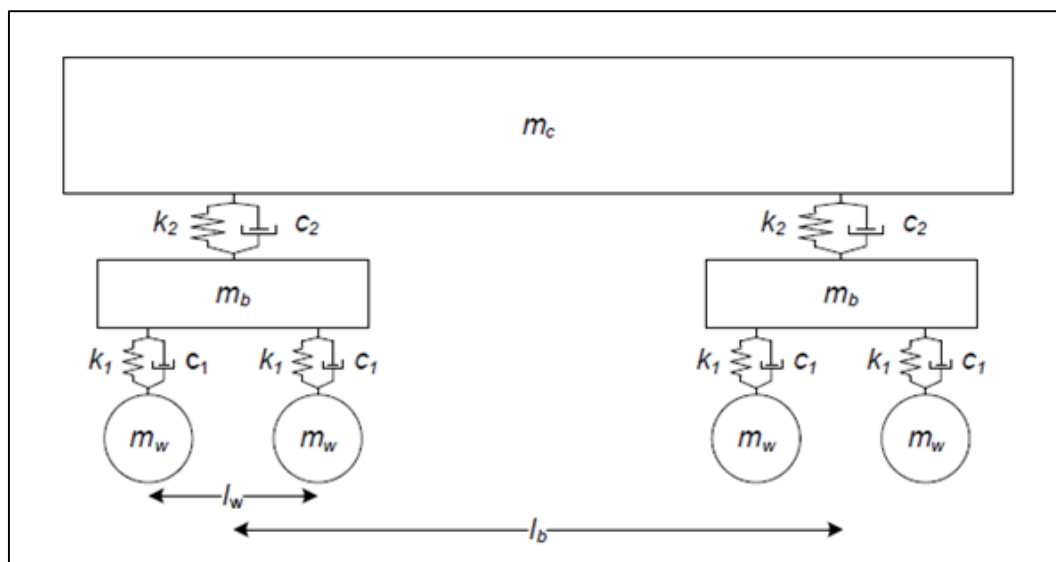 m_c
k_2 c_2 k_2 c_2
m_b m_b
k_1 c_1 k_1 c_1 k_1 c_1 k_1 c_1
m_w m_w m_w m_w
l_w
l_b